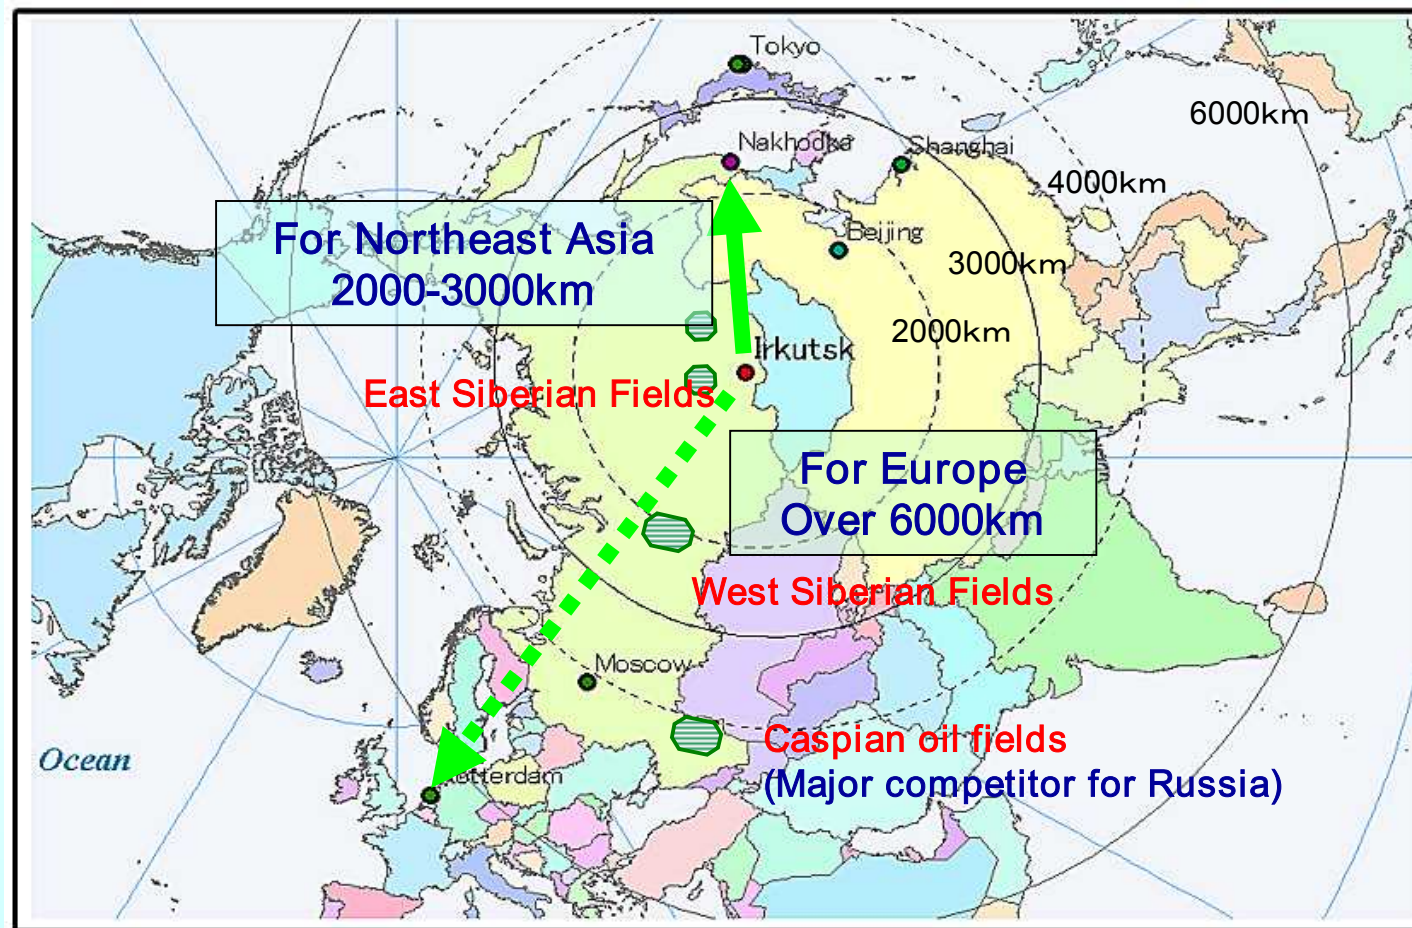 Tokyo
6000km
Nakhodka
Shanghai
4000km
For Northeast Asia
2000-3000km
Beijing
3000km
2000km
Irkutsk
East Siberian Fields
For Europe
Over 6000km
West Siberian Fields
Moscow
Caspian oil fields
(Major competitor for Russia)
Ocean
Rotterdam